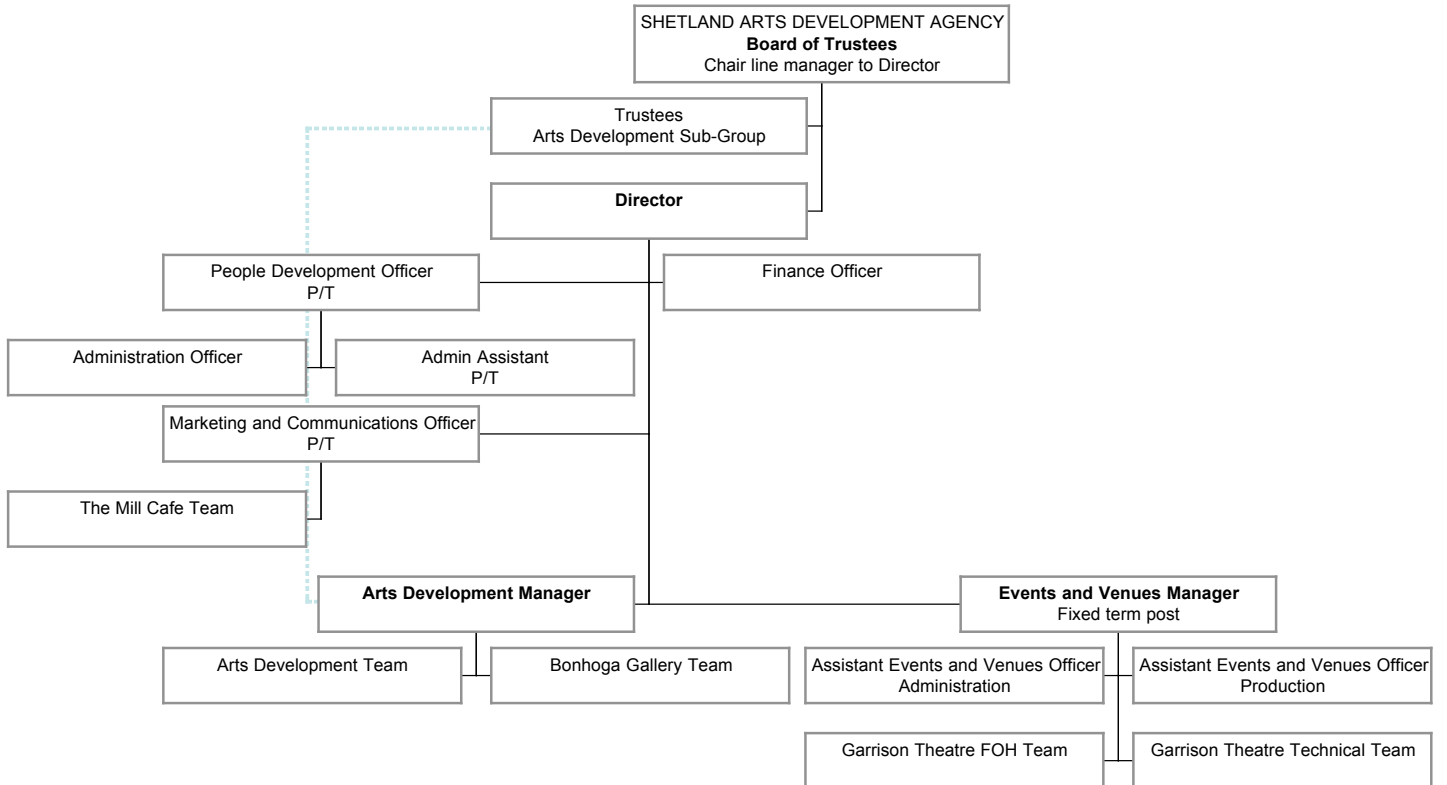 SHETLAND ARTS DEVELOPMENT AGENCY
Board of Trustees
Chair line manager to Director
Trustees
Arts Development Sub-Group
Director
People Development Officer
P/T
Finance Officer
Administration Officer
Admin Assistant
P/T
Marketing and Communications Officer
P/T
The Mill Cafe Team
Arts Development Manager
Events and Venues Manager
Fixed term post
Arts Development Team
Bonhoga Gallery Team
Assistant Events and Venues Officer
Administration
Assistant Events and Venues Officer
Production
Garrison Theatre FOH Team
Garrison Theatre Technical Team